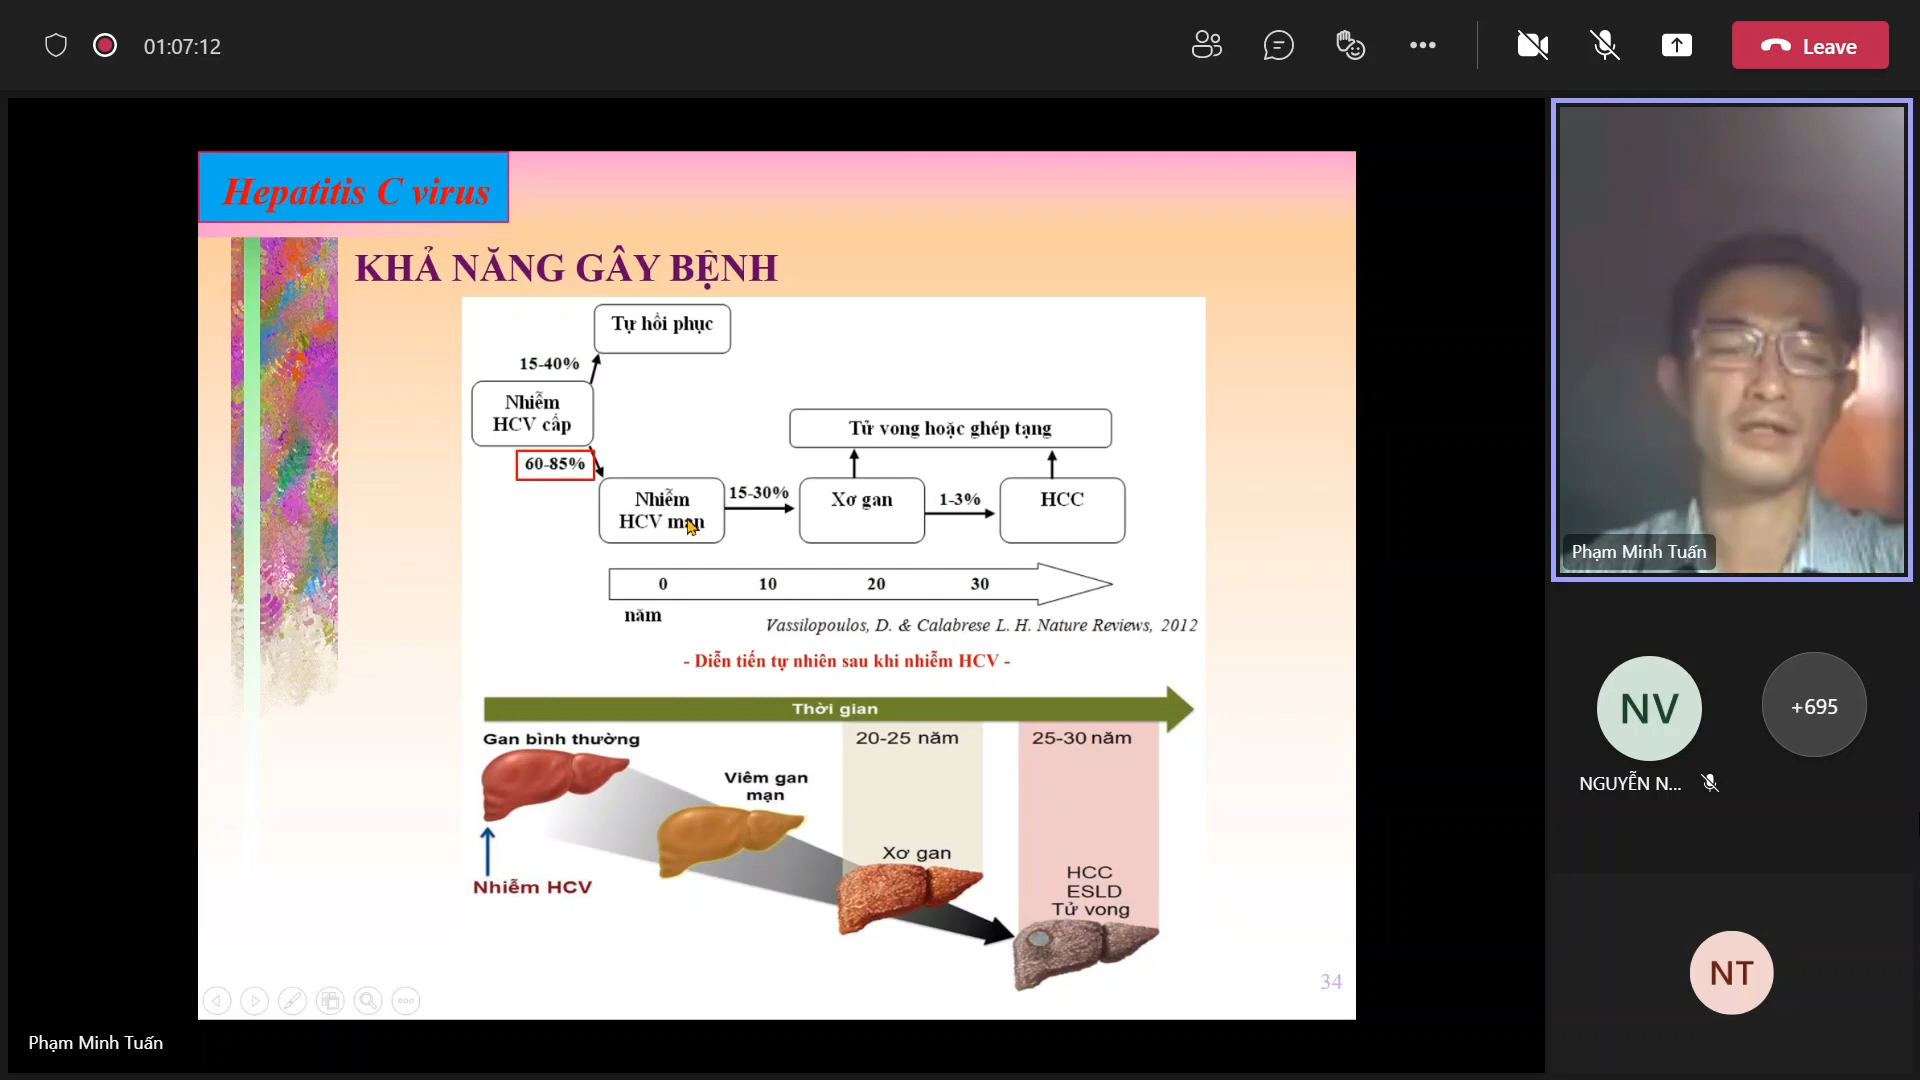 01:07:12
Leave
Hepatitis C virus
KHẢ NĂNG GÂY BỆNH
Tự hồi phục
15-40%
Nhiễm
HCV cấp
60-85%
Tử vong hoặc ghép tạng
Nhiễm
HCV mạn
15-30%
Xơ gan
1-3%
HCC
0 10 20 30
năm
Vassilopoulos, D. & Calabrese L. H. Nature Reviews, 2012
- Diễn tiến tự nhiên sau khi nhiễm HCV -
Thời gian
Gan bình thường
20-25 năm
25-30 năm
Viêm gan
mạn
Xơ gan
HCC
ESLD
Tử vong
Nhiễm HCV
34
Phạm Minh Tuấn
Phạm Minh Tuấn
NV
+695
NGUYỄN N...
NT